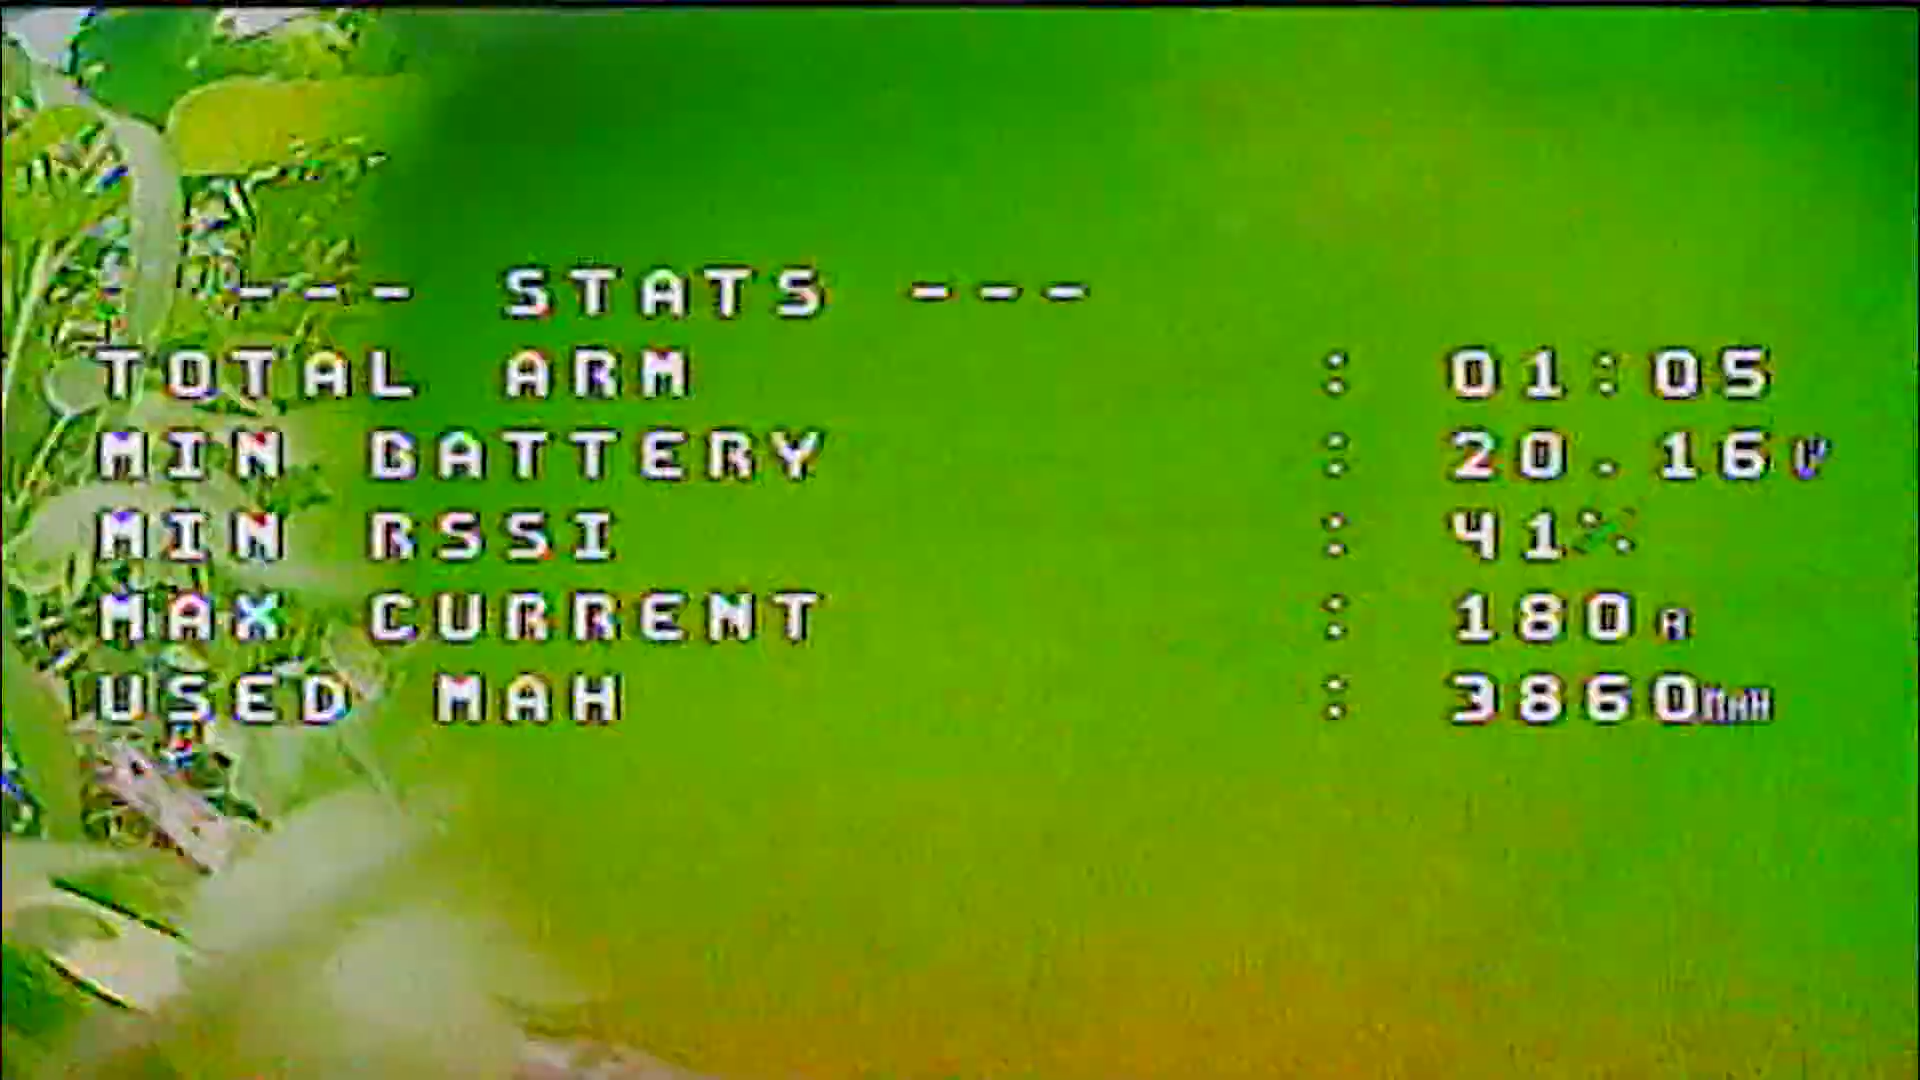 --- STATS ---
TOTAL ARM : 01:05
MIN BATTERY : 20.16V
MIN RSSI : 41%
MAX CURRENT : 180A
USED MAH : 3860MAH